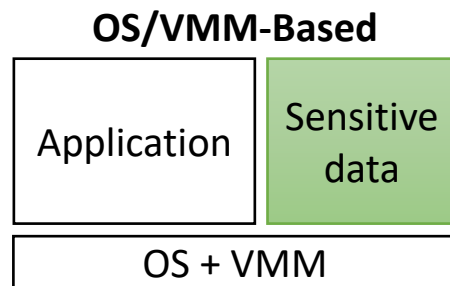 OS/VMM-Based
Application
Sensitive
data
OS + VMM